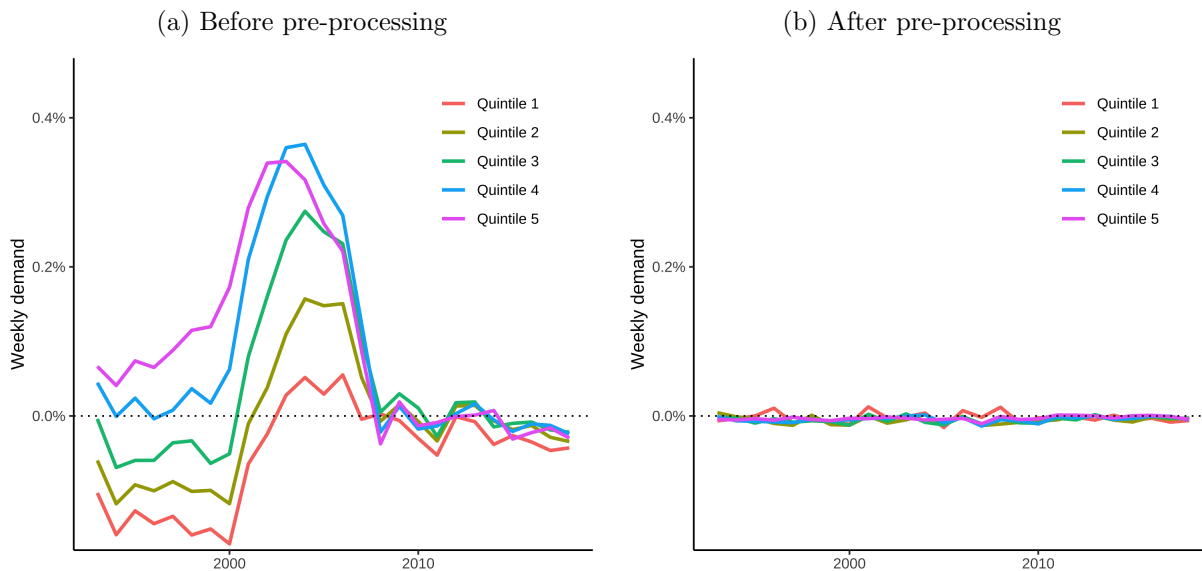 (a) Before pre-processing
Weekly demand
0.4%
0.2%
0.0%
2000
2010
Quintile 1
Quintile 2
Quintile 3
Quintile 4
Quintile 5
(b) After pre-processing
Weekly demand
0.4%
0.2%
0.0%
2000
2010
Quintile 1
Quintile 2
Quintile 3
Quintile 4
Quintile 5